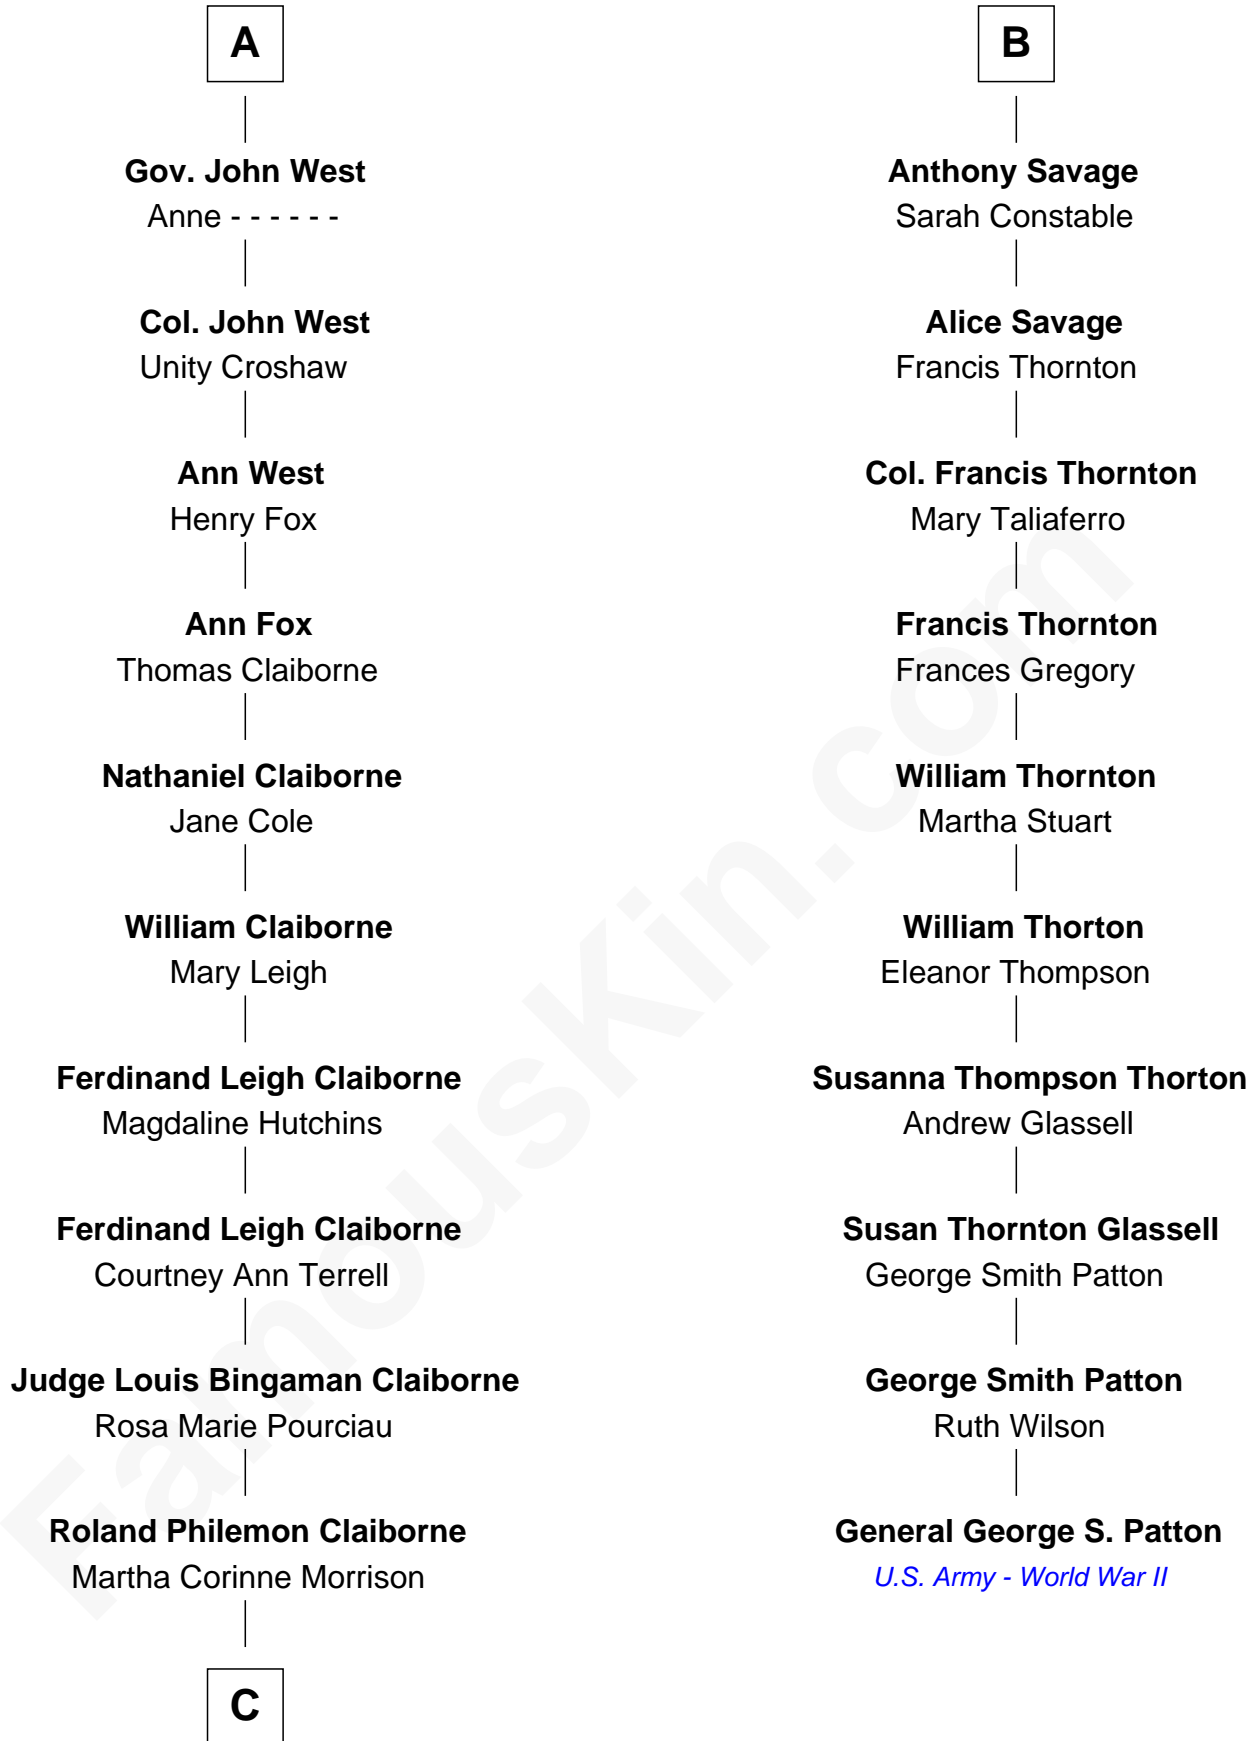 A
Gov. John West
Anne - - - - - -
Col. John West
Unity Croshaw
Ann West
Henry Fox
Ann Fox
Thomas Claiborne
Nathaniel Claiborne
Jane Cole
William Claiborne
Mary Leigh
Ferdinand Leigh Claiborne
Magdaline Hutchins
Ferdinand Leigh Claiborne
Courtney Ann Terrell
Judge Louis Bingaman Claiborne
Rosa Marie Pourciau
Roland Philemon Claiborne
Martha Corinne Morrison
C
B
Anthony Savage
Sarah Constable
Alice Savage
Francis Thornton
Col. Francis Thornton
Mary Taliaferro
Francis Thornton
Frances Gregory
William Thornton
Martha Stuart
William Thorton
Eleanor Thompson
Susanna Thompson Thorton
Andrew Glassell
Susan Thornton Glassell
George Smith Patton
George Smith Patton
Ruth Wilson
General George S. Patton
U.S. Army - World War II
FamousKin.com